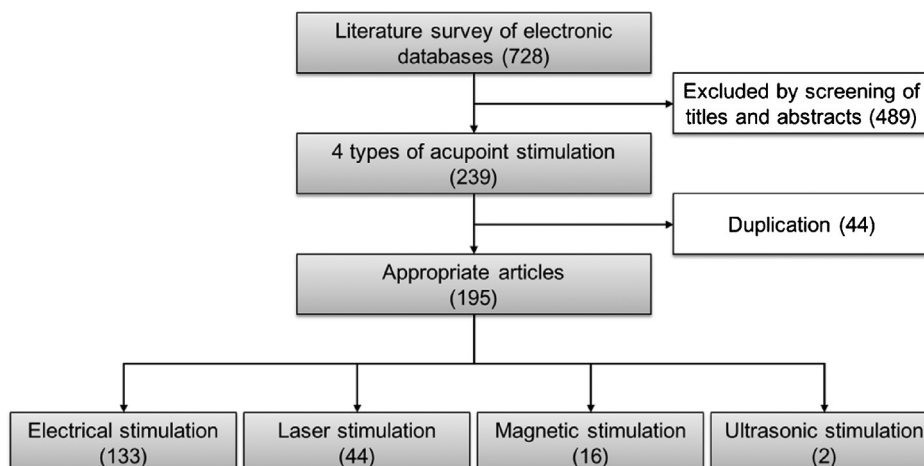 Literature survey of electronic
databases (728)
Excluded by screening of
titles and abstracts (489)
4 types of acupoint stimulation
(239)
Duplication (44)
Appropriate articles
(195)
Electrical stimulation
(133)
Laser stimulation
(44)
Magnetic stimulation
(16)
Ultrasonic stimulation
(2)